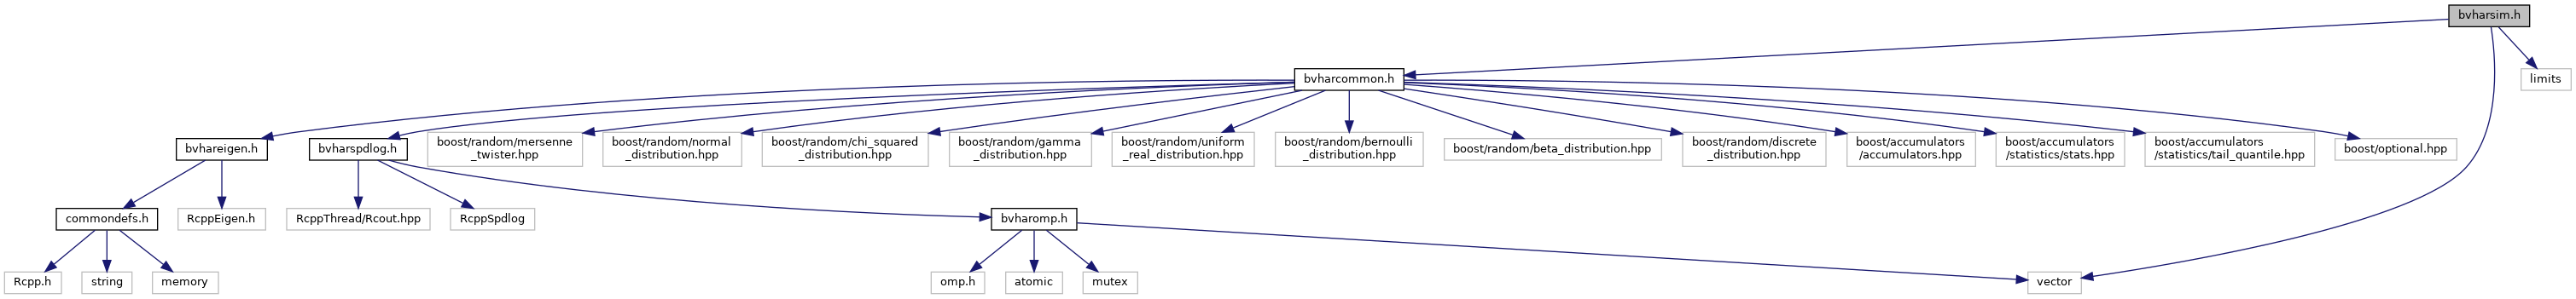 bvharsim.h
bvharcommon.h
limits
bvhareigen.h
bvharspdlog.h
boost/random/mersenne
_twister.hpp
boost/random/normal
_distribution.hpp
boost/random/chi_squared
_distribution.hpp
boost/random/gamma
_distribution.hpp
boost/random/uniform
_real_distribution.hpp
boost/random/bernoulli
_distribution.hpp
boost/random/beta_distribution.hpp
boost/random/discrete
_distribution.hpp
boost/accumulators
/accumulators.hpp
boost/accumulators
/statistics/stats.hpp
boost/accumulators
/statistics/tail_quantile.hpp
boost/optional.hpp
commondefs.h
RcppEigen.h
RcppThread/Rcout.hpp
RcppSpdlog
bvharomp.h
Rcpp.h
string
memory
omp.h
atomic
mutex
vector